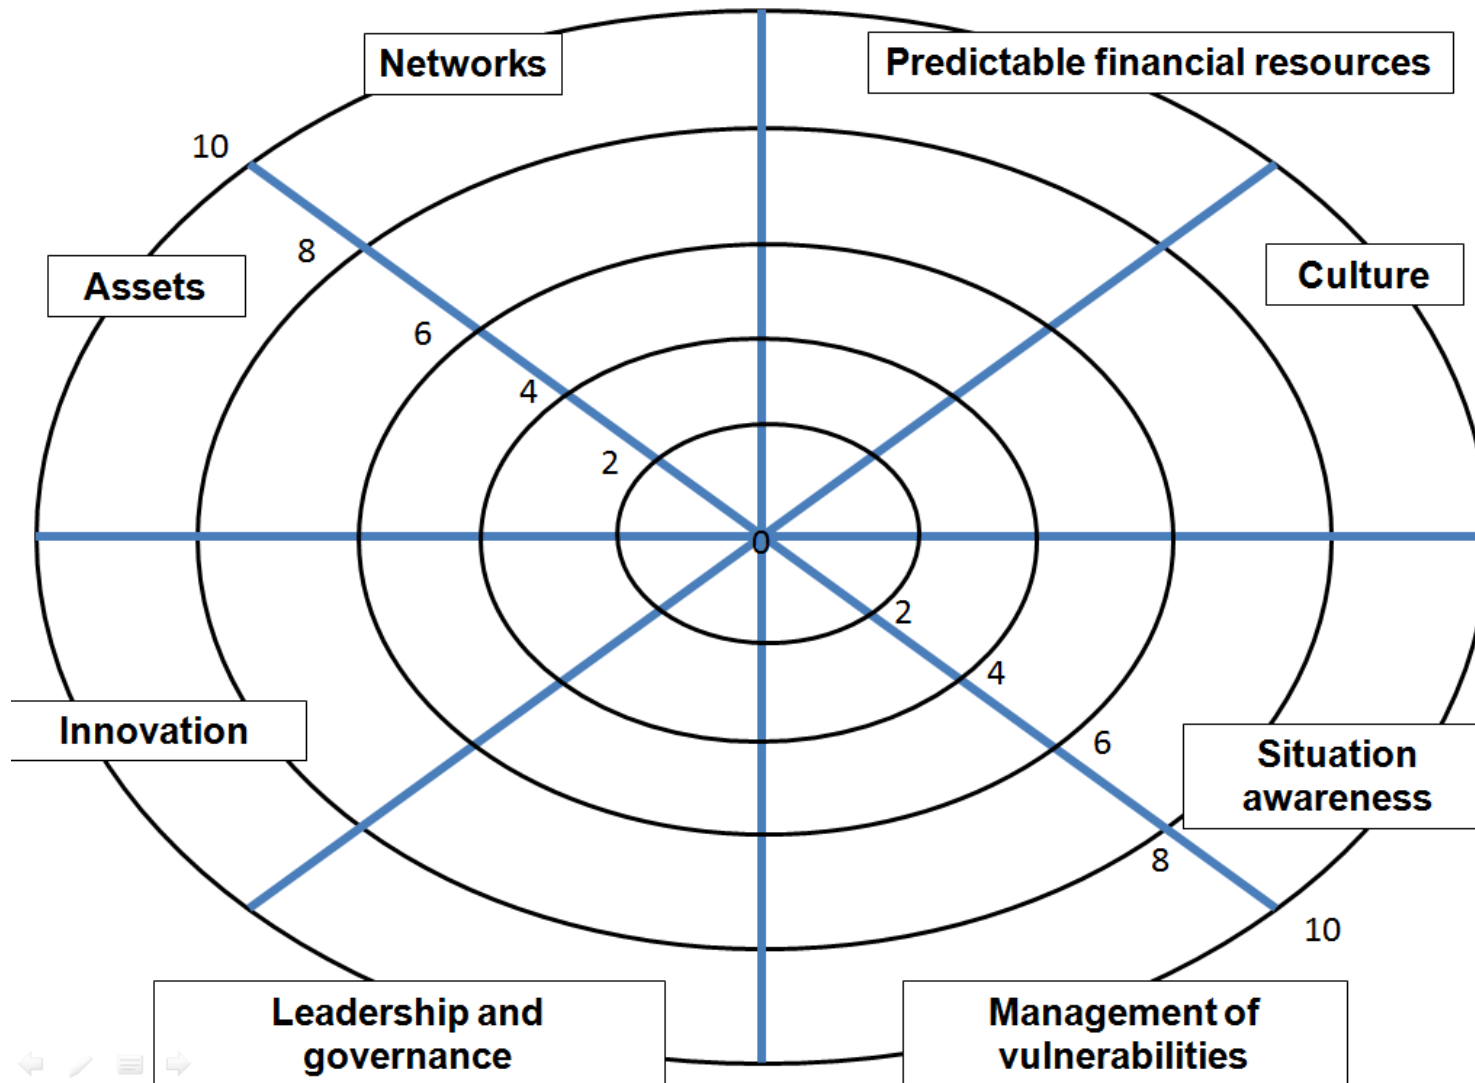 Networks
Predictable financial resources
10
8
Assets
Culture
6
4
2
0
2
4
6
Innovation
Situation
awareness
8
10
Leadership and
governance
Management of
vulnerabilities